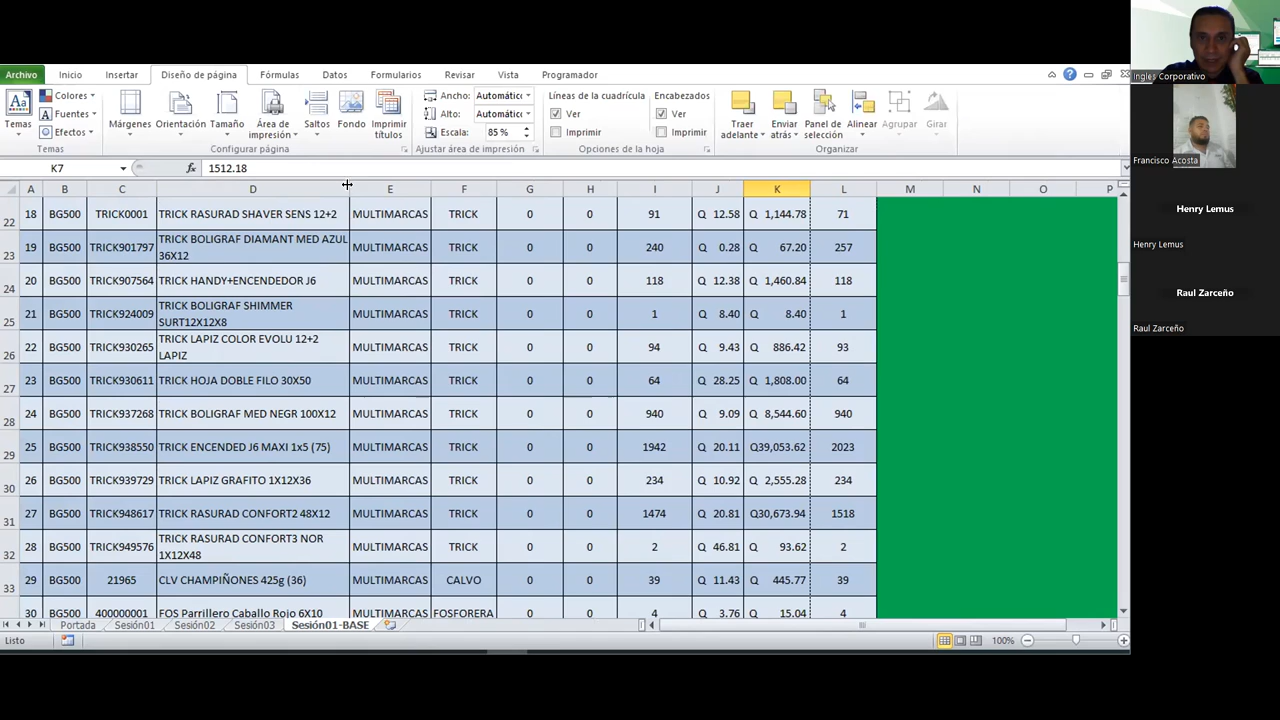 Archivo Inicio Insertar Diseño de página Fórmulas Datos Formularios Revisar Vista Programador
Temas Colores Fuentes Efectos
Márgenes Orientación Tamaño Área de impresión Saltos Fondo Imprimir títulos
Ancho: Automátic
Alto: Automátic
Escala: 85 %
Líneas de la cuadrícula Encabezados
Ver Ver
Imprimir Imprimir
Traer adelante Enviar atrás Panel de selección Alinear Agrupar Girar
Temas Configurar página Ajustar área de impresión Opciones de la hoja Organizar
K7 fx 1512.18
A B C D E F G H I J K L M N O P
22 18 BG500 TRICK0001 TRICK RASURAD SHAVER SENS 12+2 MULTIMARCAS TRICK 0 0 91 Q 12.58 Q 1,144.78 71
23 19 BG500 TRICK901797 TRICK BOLIGRAF DIAMANT MED AZUL 36X12 MULTIMARCAS TRICK 0 0 240 Q 0.28 Q 67.20 257
24 20 BG500 TRICK907564 TRICK HANDY+ENCENDEDOR J6 MULTIMARCAS TRICK 0 0 118 Q 12.38 Q 1,460.84 118
25 21 BG500 TRICK924009 TRICK BOLIGRAF SHIMMER SURT12X12X8 MULTIMARCAS TRICK 0 0 1 Q 8.40 Q 8.40 1
26 22 BG500 TRICK930265 TRICK LAPIZ COLOR EVOLU 12+2 LAPIZ MULTIMARCAS TRICK 0 0 94 Q 9.43 Q 886.42 93
27 23 BG500 TRICK930611 TRICK HOJA DOBLE FILO 30X50 MULTIMARCAS TRICK 0 0 64 Q 28.25 Q 1,808.00 64
28 24 BG500 TRICK937268 TRICK BOLIGRAF MED NEGR 100X12 MULTIMARCAS TRICK 0 0 940 Q 9.09 Q 8,544.60 940
29 25 BG500 TRICK938550 TRICK ENCENDED J6 MAXI 1x5 (75) MULTIMARCAS TRICK 0 0 1942 Q 20.11 Q39,053.62 2023
30 26 BG500 TRICK939729 TRICK LAPIZ GRAFITO 1X12X36 MULTIMARCAS TRICK 0 0 234 Q 10.92 Q 2,555.28 234
31 27 BG500 TRICK948617 TRICK RASURAD CONFORT2 48X12 MULTIMARCAS TRICK 0 0 1474 Q 20.81 Q30,673.94 1518
32 28 BG500 TRICK949576 TRICK RASURAD CONFORT3 NOR 1X12X48 MULTIMARCAS TRICK 0 0 2 Q 46.81 Q 93.62 2
33 29 BG500 21965 CLV CHAMPIÑONES 425g (36) MULTIMARCAS CALVO 0 0 39 Q 11.43 Q 445.77 39
30 BG500 400000001 FOS Parrillero Caballo Rojo 6X10 MULTIMARCAS FOSFORERA 0 0 4 Q 3.76 Q 15.04 4
Portada Sesión01 Sesión02 Sesión03 Sesión01-BASE
Listo 100%
Ingles Corporativo
Francisco Acosta
Henry Lemus
Henry Lemus
Raul Zarceño
Raul Zarceño